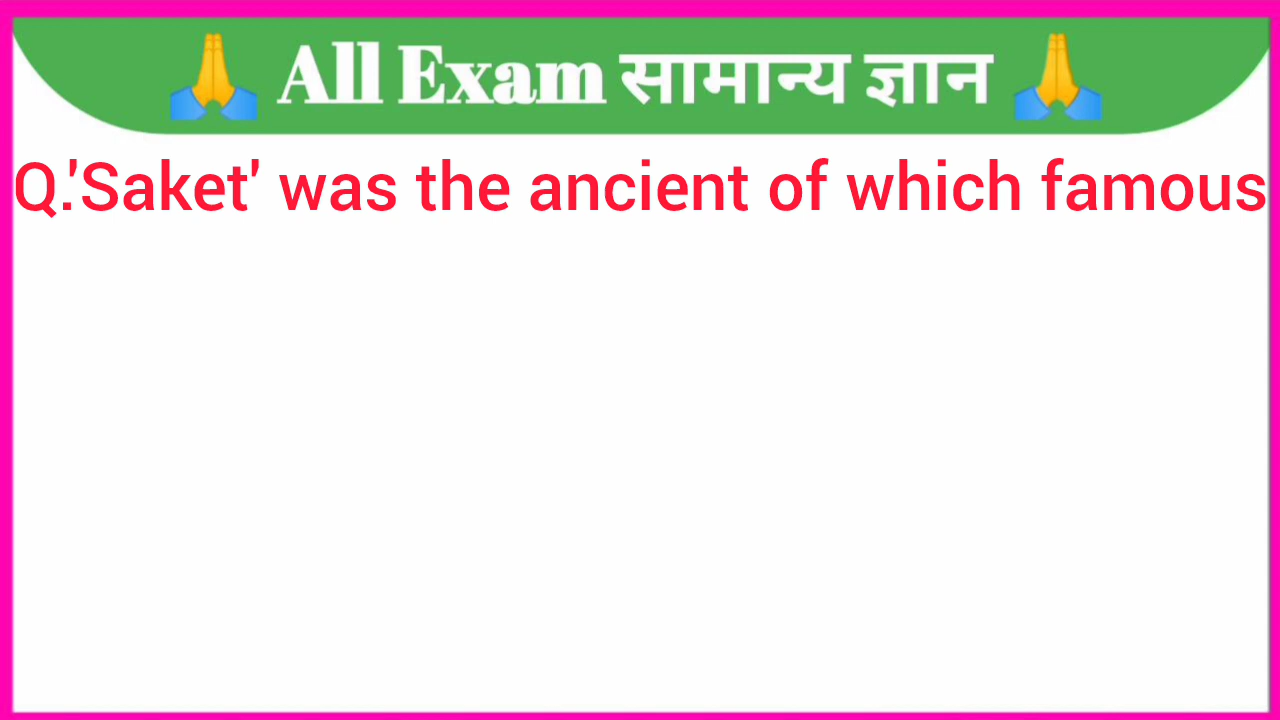 🙏 All Exam सामान्य ज्ञान 🙏
Q.'Saket' was the ancient of which famous